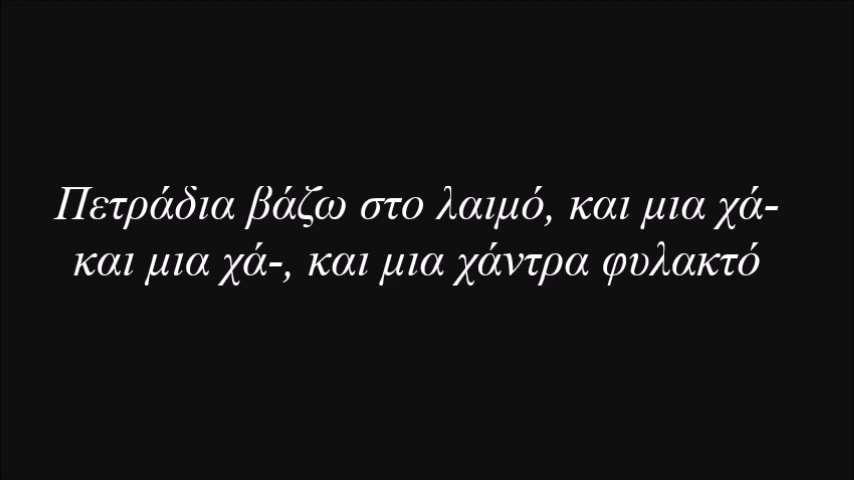 Πετράδια βάζω στο λαιμό, και μια χά-
και μια χά-, και μια χάντρα φυλακτό